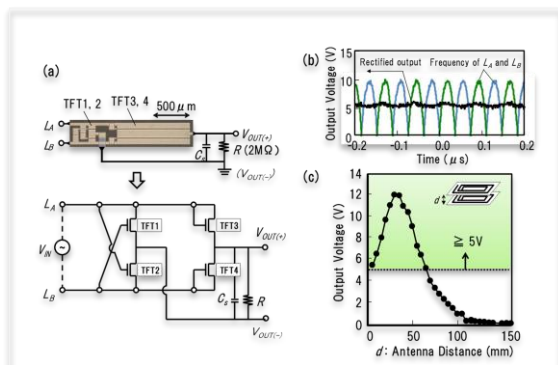 (a)
TFT1, 2
TFT3, 4
500μm
L_A
L_B
V_OUT(+)
C_s
R (2MΩ)
(V_OUT(-))
L_A
V_IN
L_B
TFT1
TFT2
TFT3
TFT4
V_OUT(+)
C_s
R
V_OUT(-)
(b)
Rectified output
Frequency of L_A and L_B
Output Voltage (V)
15
10
5
0
-0.2
-0.1
0.0
0.1
0.2
Time (μs)
(c)
Output Voltage (V)
14
12
10
8
6
4
2
0
d
≧ 5V
0
50
100
150
d: Antenna Distance (mm)